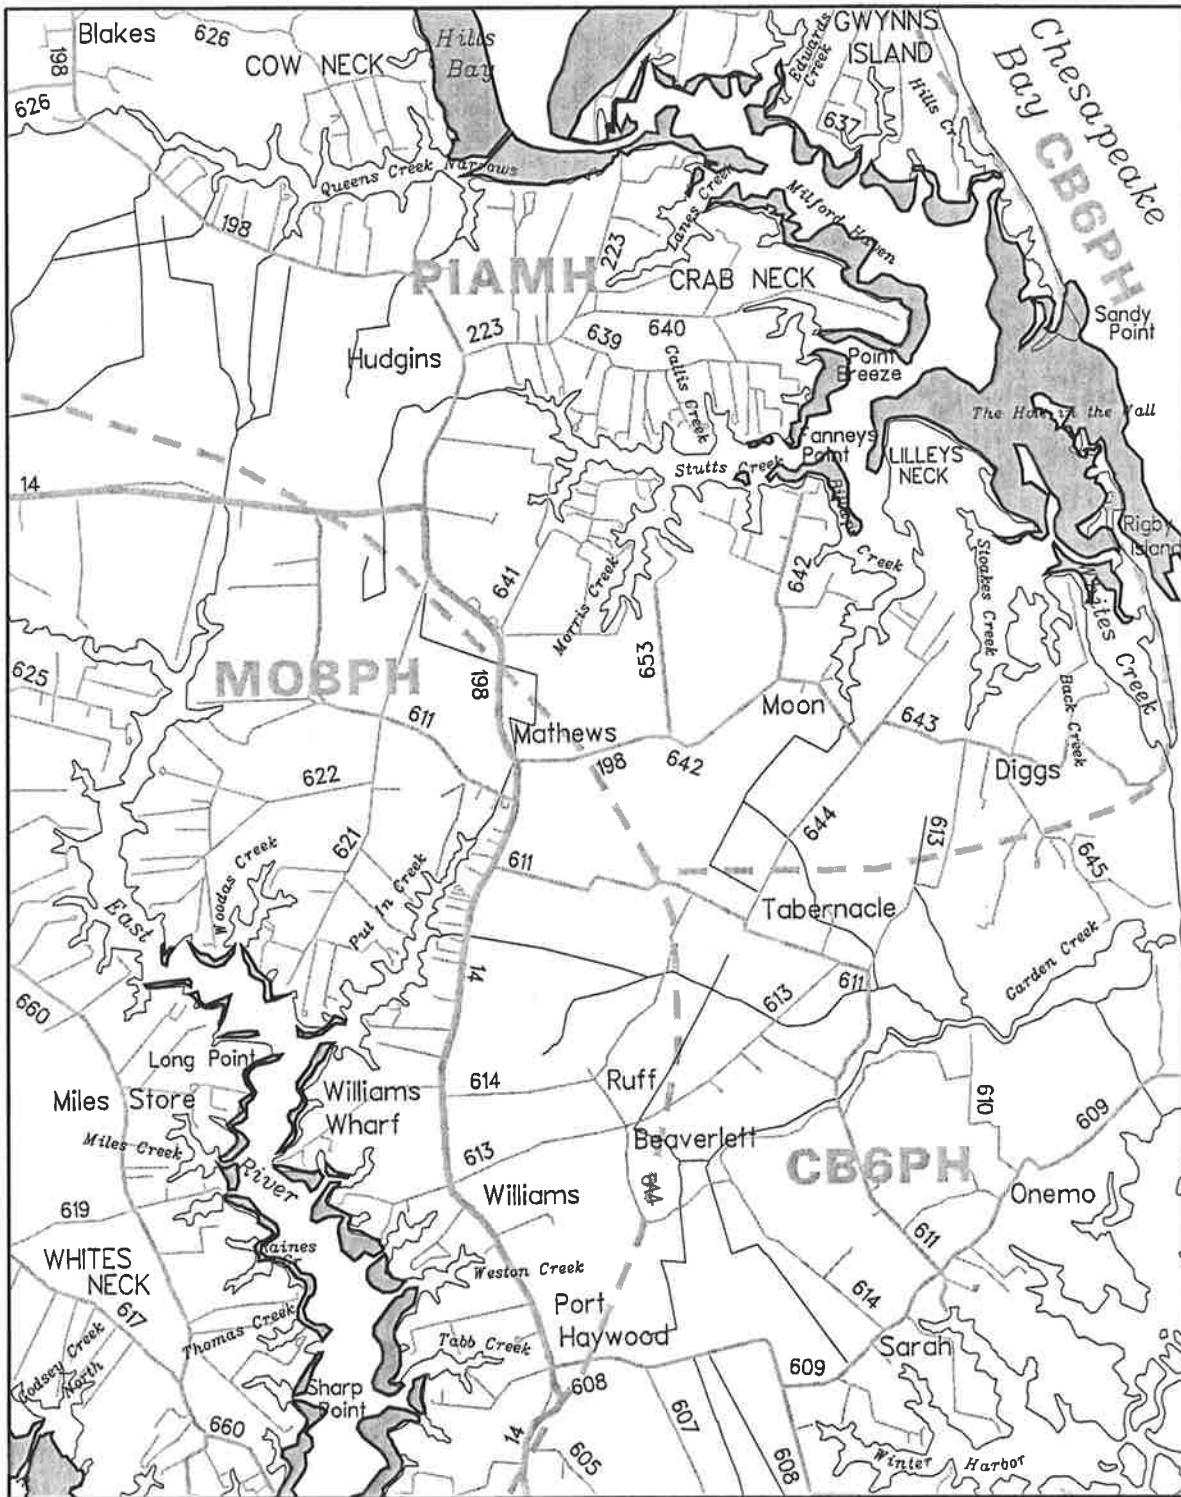 Blakes
626
198
COW NECK
Hills
Bay
Edwards
Creek
GWYNNS
ISLAND
Chesapeake
Bay
CB6PH
626
637
Hills Cr
Queens Creek Narrows
198
Lanes Creek
Milford Haven
223
PIAMH
CRAB NECK
Sandy
Point
223
639
640
Hudgins
Callis Creek
Point
Breeze
The Hole in the Wall
Fanneys
Point
LILLEYS
NECK
Stutts Creek
14
Rigby
Island
Creek
Stoakes Creek
641
Morris Creek
642
653
625
MOBPH
198
611
Moon
643
Back Creek
Mathews
198
642
Diggs
622
644
613
645
621
Woodas Creek
Put In Creek
611
Tabernacle
East
14
Garden Creek
660
613
611
Long Point
Miles Store
Williams
Wharf
614
Ruff
610
609
Miles Creek
River
Beaverlett
CB6PH
613
644
Williams
Onemo
619
611
WHITES
NECK
Raines
Cr
Weston Creek
617
Thomas Creek
Port
Haywood
614
Tabb Creek
Sarah
Godsey Creek
North
Sharp
Point
608
609
660
14
607
605
608
Winter Harbor